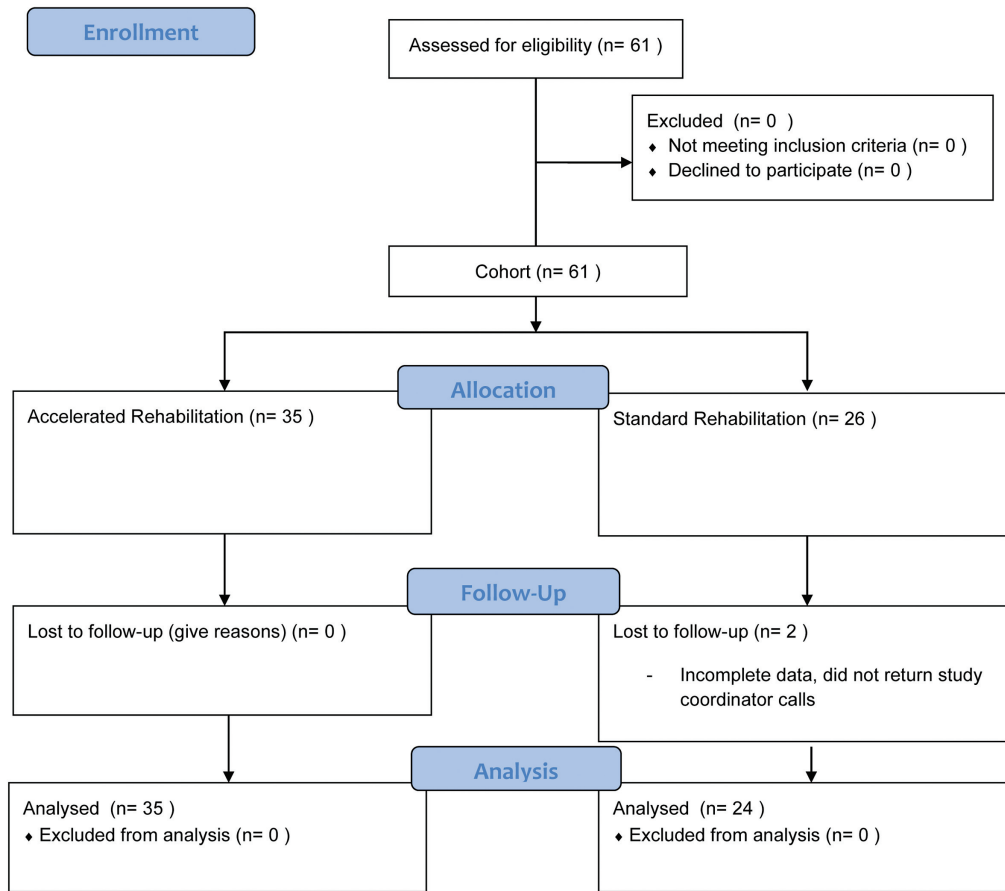 Enrollment
Assessed for eligibility (n= 61 )
Excluded (n= 0 )
♦ Not meeting inclusion criteria (n= 0 )
♦ Declined to participate (n= 0 )
Cohort (n= 61 )
Allocation
Accelerated Rehabilitation (n= 35 )
Standard Rehabilitation (n= 26 )
Follow-Up
Lost to follow-up (give reasons) (n= 0 )
Lost to follow-up (n= 2 )
- Incomplete data, did not return study
coordinator calls
Analysis
Analysed (n= 35 )
♦ Excluded from analysis (n= 0 )
Analysed (n= 24 )
♦ Excluded from analysis (n= 0 )